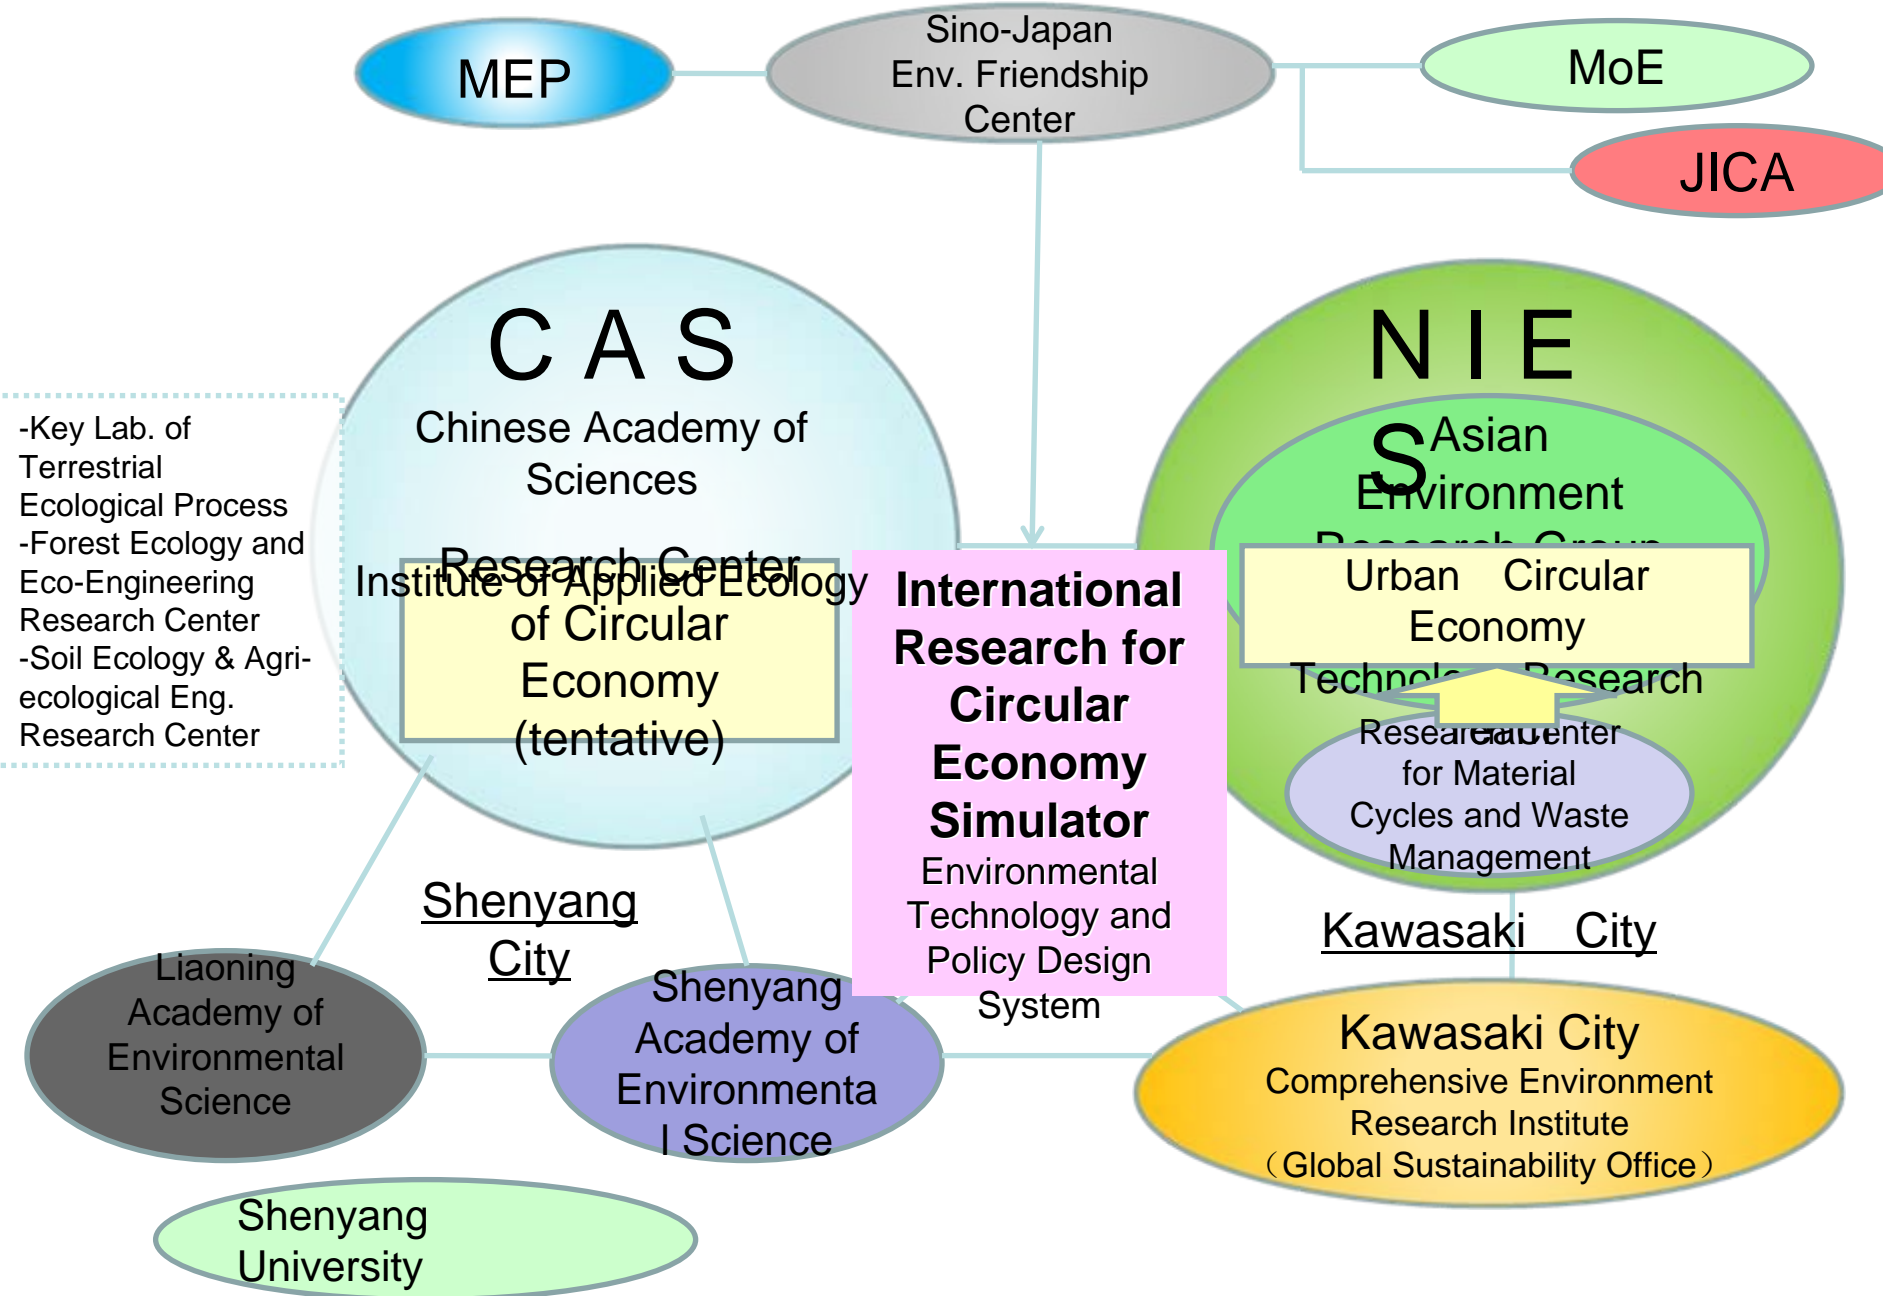 MEP
Sino-Japan
Env. Friendship
Center
MoE
JICA
C A S
Chinese Academy of
Sciences
Research Center
Institute of Applied Ecology
of Circular
Economy
(tentative)
-Key Lab. of
Terrestrial
Ecological Process
-Forest Ecology and
Eco-Engineering
Research Center
-Soil Ecology & Agri-
ecological Eng.
Research Center
International
Research for
Circular
Economy
Simulator
Environmental
Technology and
Policy Design
System
N I E
S
Asian
Environment
Research Group
Urban Circular
Economy
Research
for Material
Cycles and Waste
Management
Shenyang
City
Kawasaki City
Liaoning
Academy of
Environmental
Science
Shenyang
Academy of
Environmenta
l Science
Kawasaki City
Comprehensive Environment
Research Institute
（Global Sustainability Office）
Shenyang
University